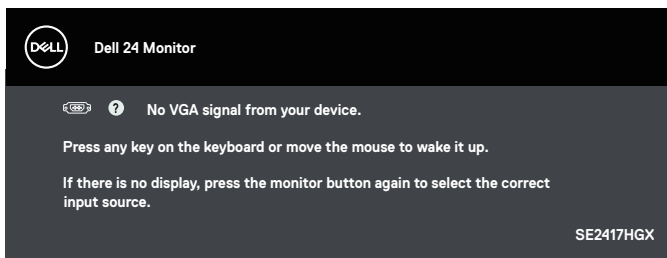 DELL
Dell 24 Monitor
? No VGA signal from your device.
Press any key on the keyboard or move the mouse to wake it up.
If there is no display, press the monitor button again to select the correct
input source.
SE2417HGX